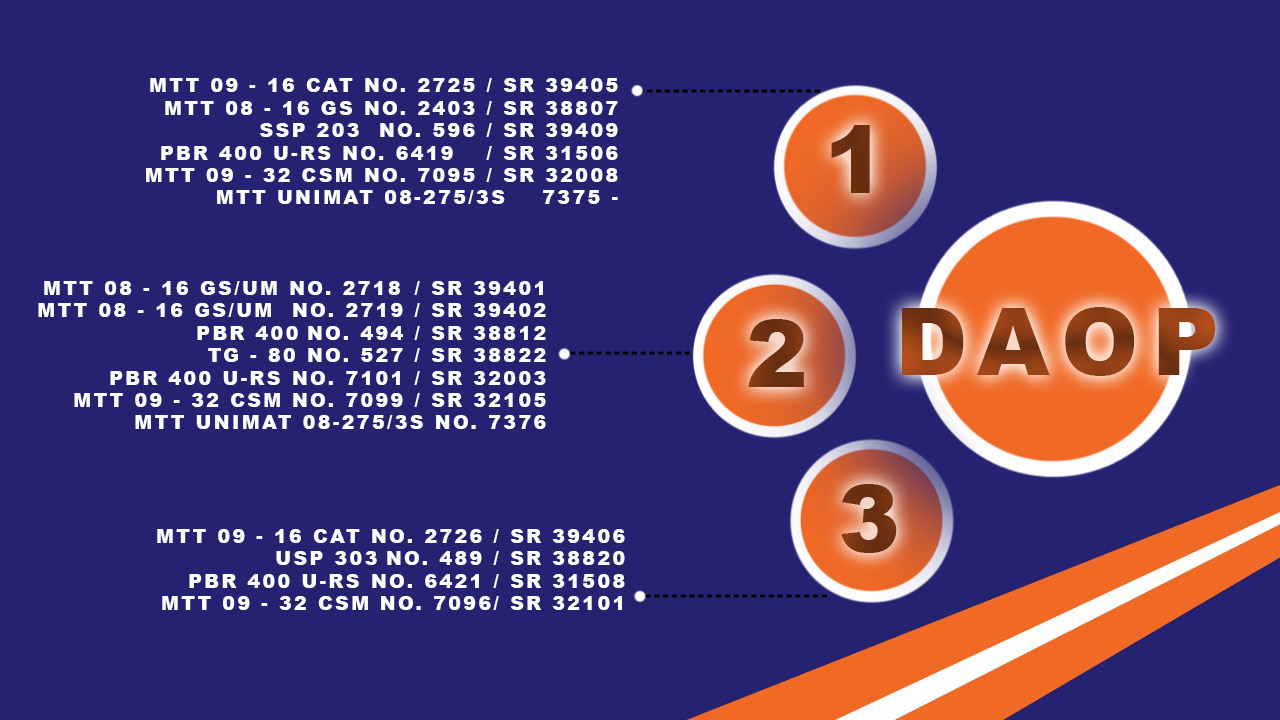 MTT 09 - 16 CAT NO. 2725 / SR 39405
MTT 08 - 16 GS NO. 2403 / SR 38807
SSP 203 NO. 596 / SR 39409
PBR 400 U-RS NO. 6419 / SR 31506
MTT 09 - 32 CSM NO. 7095 / SR 32008
MTT UNIMAT 08-275/3S 7375 -
1
MTT 08 - 16 GS/UM NO. 2718 / SR 39401
MTT 08 - 16 GS/UM NO. 2719 / SR 39402
PBR 400 NO. 494 / SR 38812
TG - 80 NO. 527 / SR 38822
PBR 400 U-RS NO. 7101 / SR 32003
MTT 09 - 32 CSM NO. 7099 / SR 32105
MTT UNIMAT 08-275/3S NO. 7376
2
DAOP
MTT 09 - 16 CAT NO. 2726 / SR 39406
USP 303 NO. 489 / SR 38820
PBR 400 U-RS NO. 6421 / SR 31508
MTT 09 - 32 CSM NO. 7096/ SR 32101
3